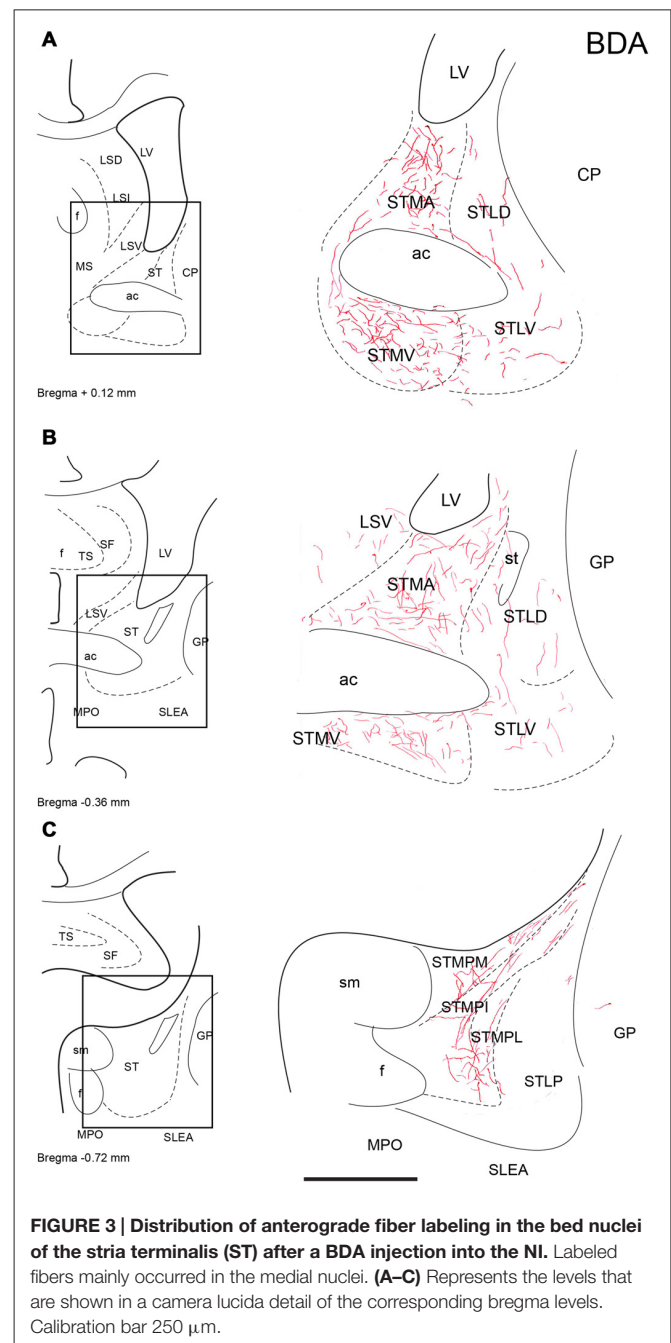 A
BDA
LV
LSD
LV
LSI
f
LSV
MS
ST
CP
ac
Bregma + 0.12 mm
CP
STMA
STLD
ac
STLV
STMV
B
SF
f
TS
LV
LSV
ST
GP
ac
MPO
SLEA
Bregma -0.36 mm
LV
LSV
st
GP
STMA
STLD
ac
STMV
STLV
C
TS
SF
sm
GP
ST
f
MPO
SLEA
Bregma -0.72 mm
STMPM
sm
STMPI
STMPL
GP
f
STLP
MPO
SLEA
FIGURE 3 | Distribution of anterograde fiber labeling in the bed nuclei
of the stria terminalis (ST) after a BDA injection into the NI. Labeled
fibers mainly occurred in the medial nuclei. (A–C) Represents the levels that
are shown in a camera lucida detail of the corresponding bregma levels.
Calibration bar 250 μm.